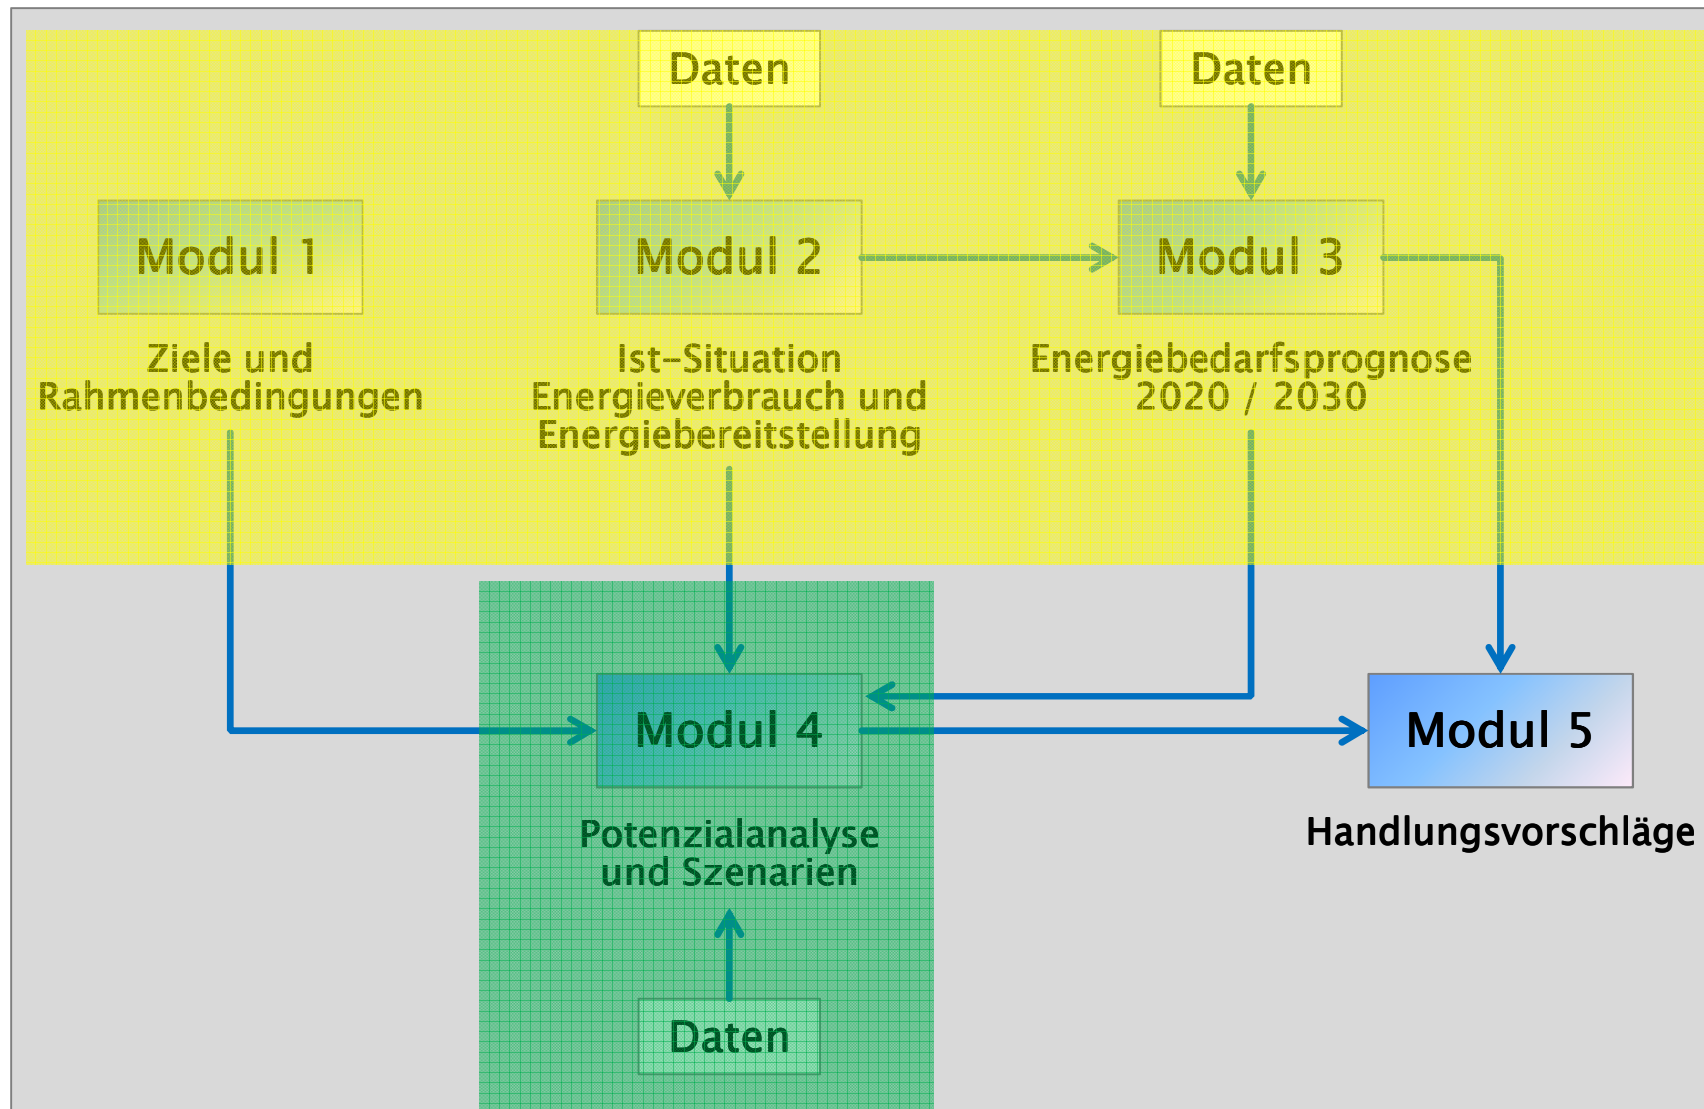 Daten
Daten
Modul 1
Modul 2
Modul 3
Ziele und
Rahmenbedingungen
Ist-Situation
Energieverbrauch und
Energiebereitstellung
Energiebedarfsprognose
2020 / 2030
Modul 4
Modul 5
Potenzialanalyse
und Szenarien
Handlungsvorschläge
Daten